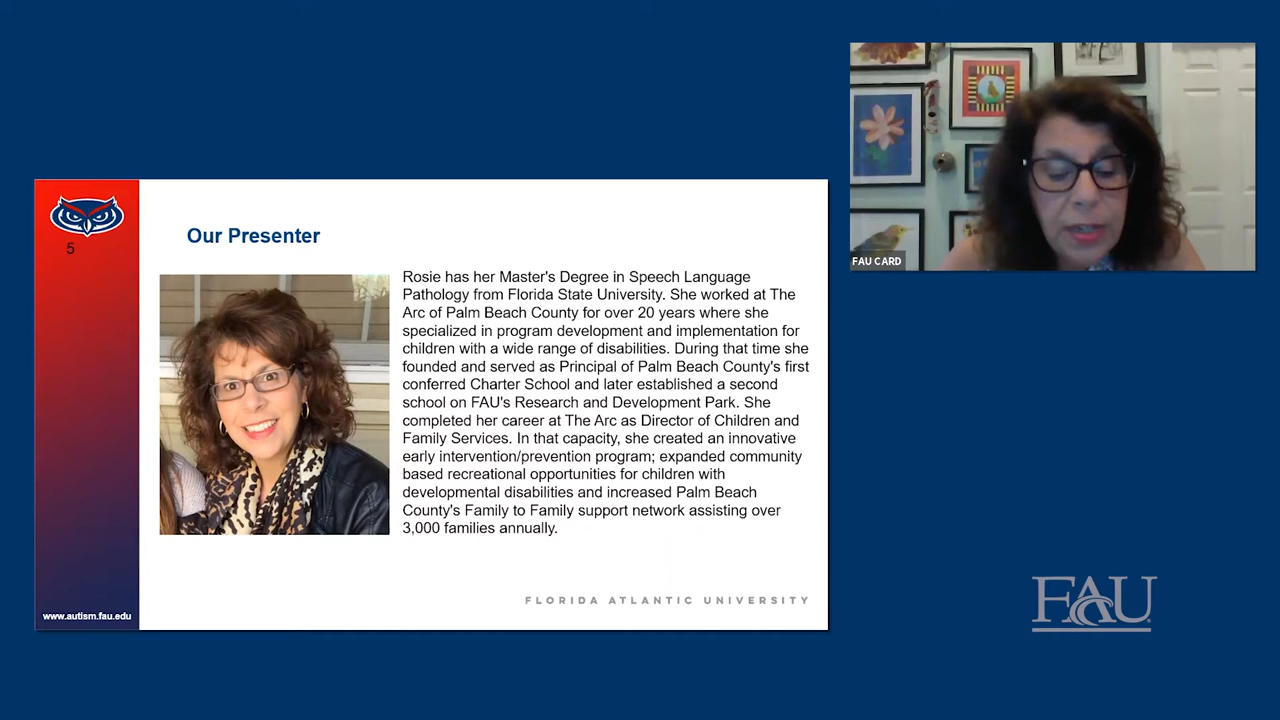 5
Our Presenter
Rosie has her Master's Degree in Speech Language
Pathology from Florida State University. She worked at The
Arc of Palm Beach County for over 20 years where she
specialized in program development and implementation for
children with a wide range of disabilities. During that time she
founded and served as Principal of Palm Beach County's first
conferred Charter School and later established a second
school on FAU's Research and Development Park. She
completed her career at The Arc as Director of Children and
Family Services. In that capacity, she created an innovative
early intervention/prevention program; expanded community
based recreational opportunities for children with
developmental disabilities and increased Palm Beach
County's Family to Family support network assisting over
3,000 families annually.
FLORIDA ATLANTIC UNIVERSITY
www.autism.fau.edu
FAU CARD
FAU